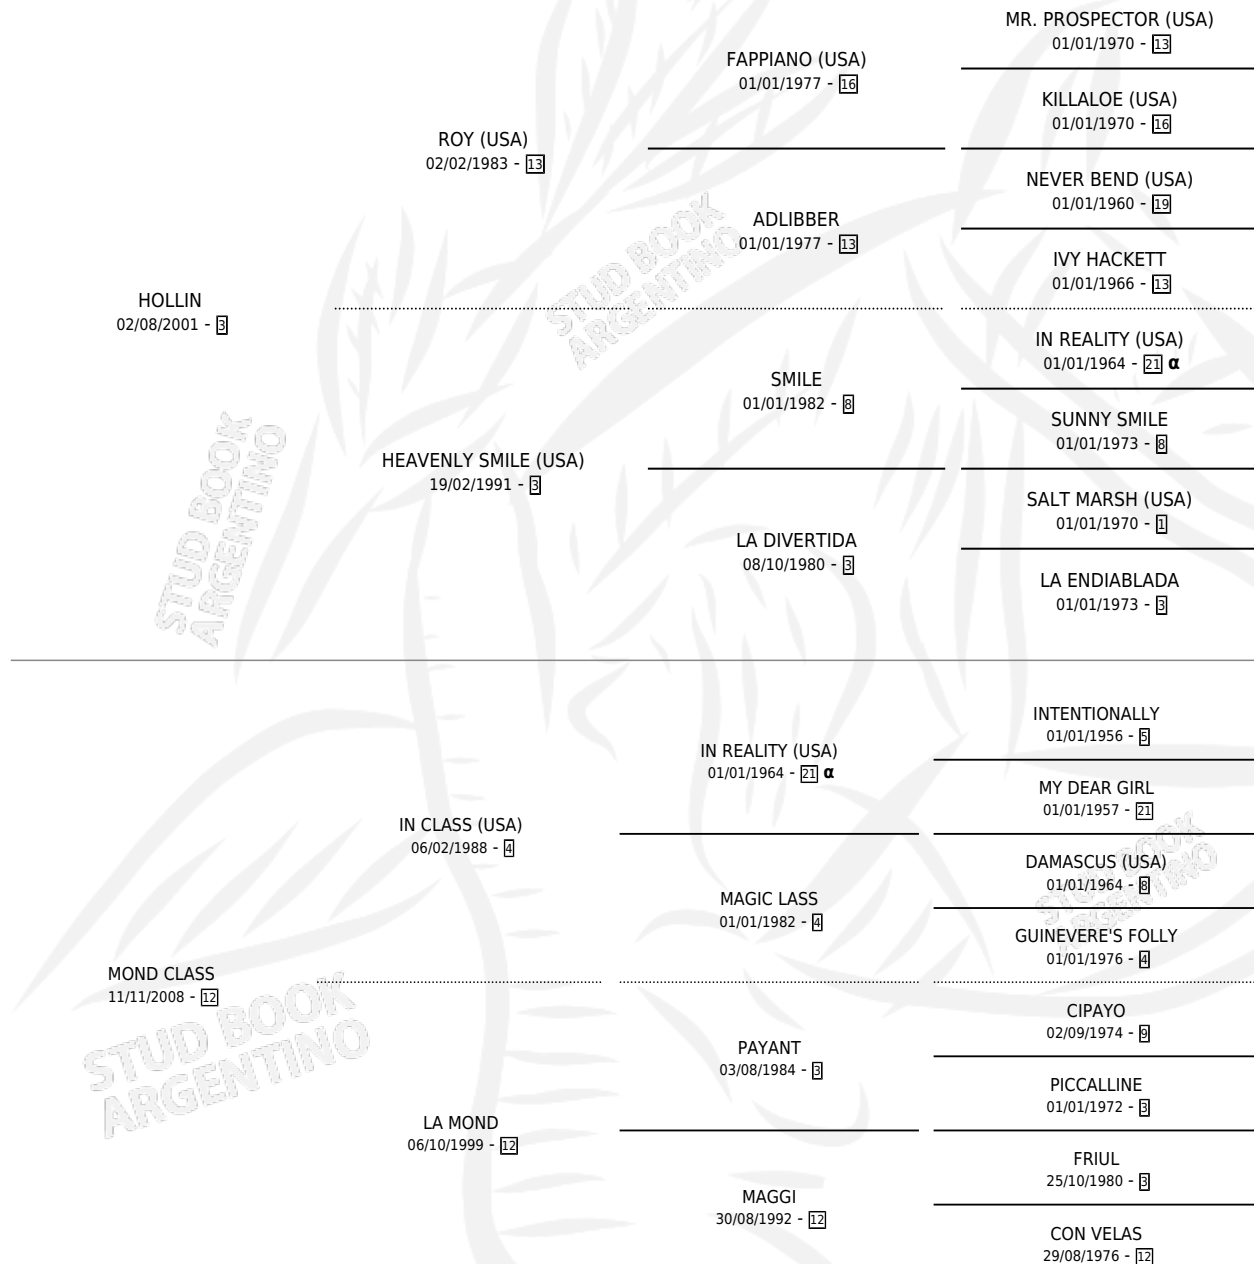 MR. PROSPECTOR (USA)
01/01/1970 - 13
FAPPIANO (USA)
01/01/1977 - 16
KILLALOE (USA)
01/01/1970 - 16
ROY (USA)
02/02/1983 - 13
NEVER BEND (USA)
01/01/1960 - 19
ADLIBBER
01/01/1977 - 13
IVY HACKETT
01/01/1966 - 13
HOLLIN
02/08/2001 - 3
IN REALITY (USA)
01/01/1964 - 21 α
SMILE
01/01/1982 - 8
SUNNY SMILE
01/01/1973 - 8
HEAVENLY SMILE (USA)
19/02/1991 - 3
SALT MARSH (USA)
01/01/1970 - 1
LA DIVERTIDA
08/10/1980 - 3
LA ENDIABLADA
01/01/1973 - 3
INTENTIONALLY
01/01/1956 - 5
IN REALITY (USA)
01/01/1964 - 21 α
MY DEAR GIRL
01/01/1957 - 21
IN CLASS (USA)
06/02/1988 - 4
DAMASCUS (USA)
01/01/1964 - 8
MAGIC LASS
01/01/1982 - 4
GUINEVERE'S FOLLY
01/01/1976 - 4
MOND CLASS
11/11/2008 - 12
CIPAYO
02/09/1974 - 9
PAYANT
03/08/1984 - 3
PICCALLINE
01/01/1972 - 3
LA MOND
06/10/1999 - 12
FRIUL
25/10/1980 - 3
MAGGI
30/08/1992 - 12
CON VELAS
29/08/1976 - 12
STUD BOOK
ARGENTINO
STUD BOOK
ARGENTINO
STUD BOOK
ARGENTINO
STUD BOOK
ARGENTINO